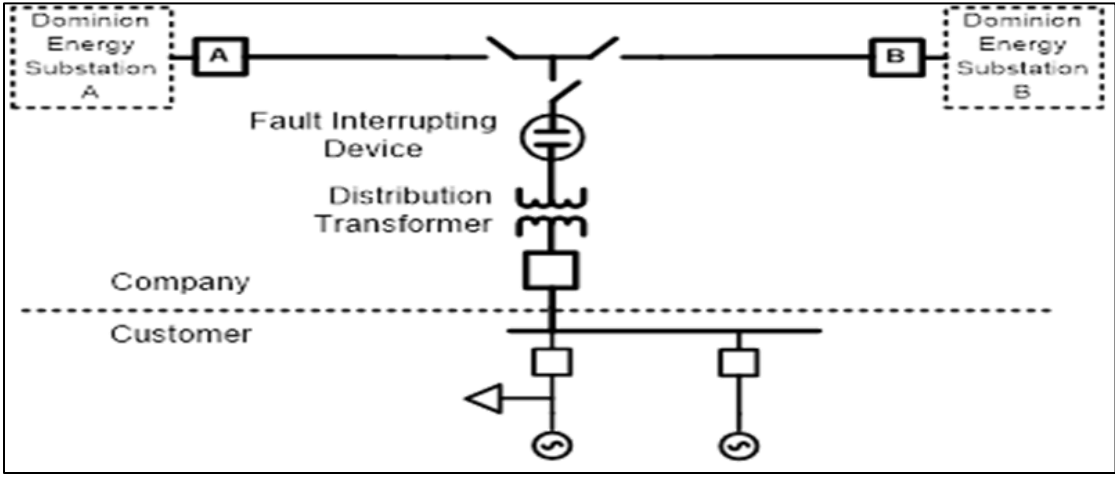 Dominion
Energy
Substation
A
A
B
Dominion
Energy
Substation
B
Fault Interrupting
Device
Distribution
Transformer
Company
Customer